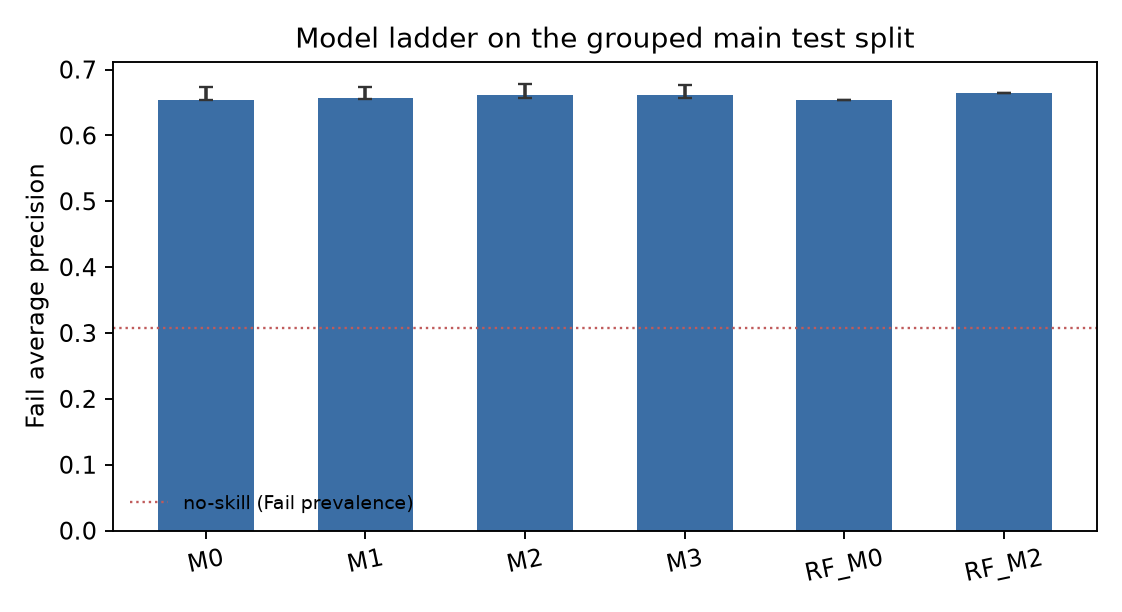 Model ladder on the grouped main test split
Fail average precision
0.7
0.6
0.5
0.4
0.3
0.2
0.1
0.0
no-skill (Fail prevalence)
M0
M1
M2
M3
RF_M0
RF_M2